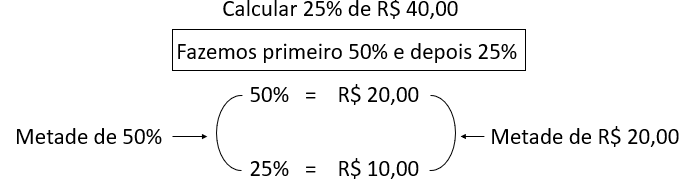 Calcular 25% de R$ 40,00
Fazemos primeiro 50% e depois 25%
50% = R$ 20,00
Metade de 50%
Metade de R$ 20,00
25% = R$ 10,00